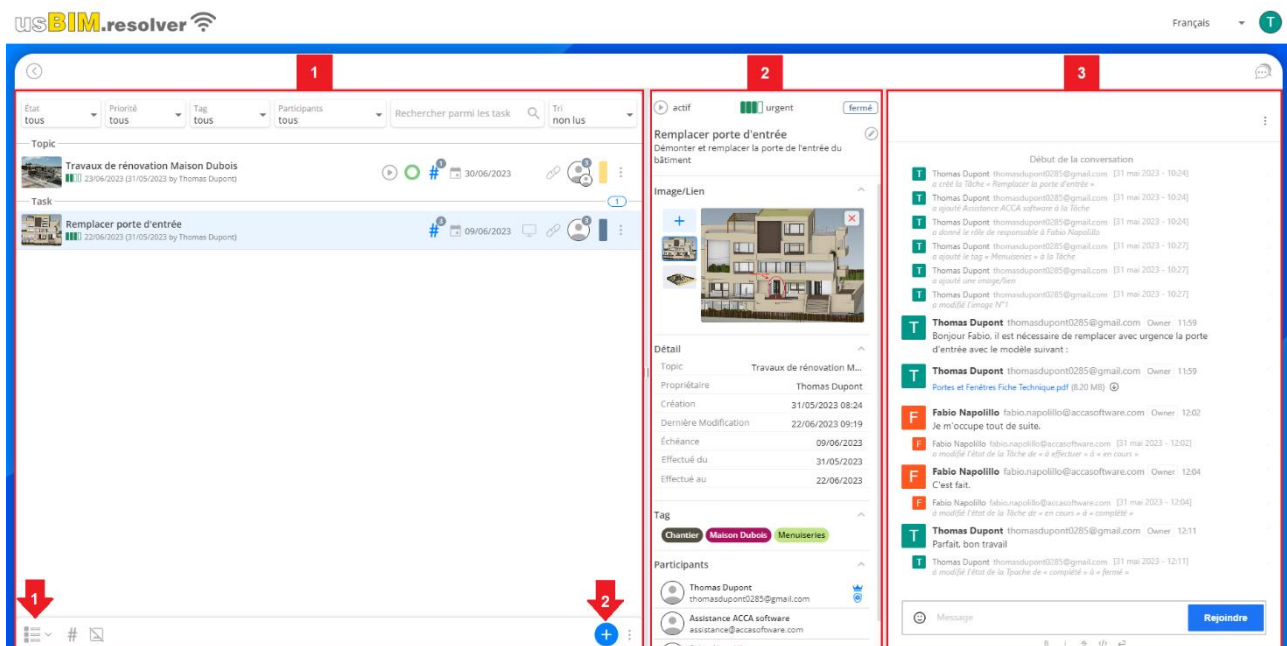 usBIM.resolver
Français
T
1
2
3
État
tous
Priorité
tous
Tag
tous
Participants
tous
Rechercher parmi les task
Tri
non lus
Topic
Travaux de rénovation Maison Dubois
23/06/2023 (31/05/2023 by Thomas Dupont)
# 1
30/06/2023
3
Task
1
Remplacer porte d'entrée
22/06/2023 (31/05/2023 by Thomas Dupont)
# 3
09/06/2023
3
1
2
#
+
actif
urgent
fermé
Remplacer porte d'entrée
Démonter et remplacer la porte de l'entrée du
bâtiment
Image/Lien
+
Détail
Topic Travaux de rénovation M...
Propriétaire Thomas Dupont
Création 31/05/2023 08:24
Dernière Modification 22/06/2023 09:19
Échéance 09/06/2023
Effectué du 31/05/2023
Effectué au 22/06/2023
Tag
Chantier Maison Dubois Menuiseries
Participants
Thomas Dupont
thomasdupont0285@gmail.com
Assistance ACCA software
assistance@accasoftware.com
Début de la conversation
T Thomas Dupont thomasdupont0285@gmail.com [31 mai 2023 - 10:24]
a créé la Tâche « Remplacer la porte d'entrée »
T Thomas Dupont thomasdupont0285@gmail.com [31 mai 2023 - 10:24]
a ajouté Assistance ACCA software à la Tâche
T Thomas Dupont thomasdupont0285@gmail.com [31 mai 2023 - 10:24]
a donné le rôle de responsable à Fabio Napolillo
T Thomas Dupont thomasdupont0285@gmail.com [31 mai 2023 - 10:27]
a ajouté le tag « Menuiseries » à la Tâche
T Thomas Dupont thomasdupont0285@gmail.com [31 mai 2023 - 10:27]
a ajouté une image/lien
T Thomas Dupont thomasdupont0285@gmail.com [31 mai 2023 - 10:27]
a modifié l'image N°1
T Thomas Dupont thomasdupont0285@gmail.com Owner 11:59
Bonjour Fabio, il est nécessaire de remplacer avec urgence la porte
d'entrée avec le modèle suivant :
T Thomas Dupont thomasdupont0285@gmail.com Owner 11:59
Portes et Fenêtres Fiche Technique.pdf (8.20 MB)
F Fabio Napolillo fabio.napolillo@accasoftware.com Owner 12:02
Je m'occupe tout de suite.
F Fabio Napolillo fabio.napolillo@accasoftware.com [31 mai 2023 - 12:02]
a modifié l'état de la Tâche de « à effectuer » à « en cours »
F Fabio Napolillo fabio.napolillo@accasoftware.com Owner 12:04
C'est fait.
F Fabio Napolillo fabio.napolillo@accasoftware.com [31 mai 2023 - 12:04]
a modifié l'état de la Tâche de « en cours » à « complété »
T Thomas Dupont thomasdupont0285@gmail.com Owner 12:11
Parfait, bon travail
T Thomas Dupont thomasdupont0285@gmail.com [31 mai 2023 - 12:11]
a modifié l'état de la Tpache de « complété » à « fermé »
Message
Rejoindre